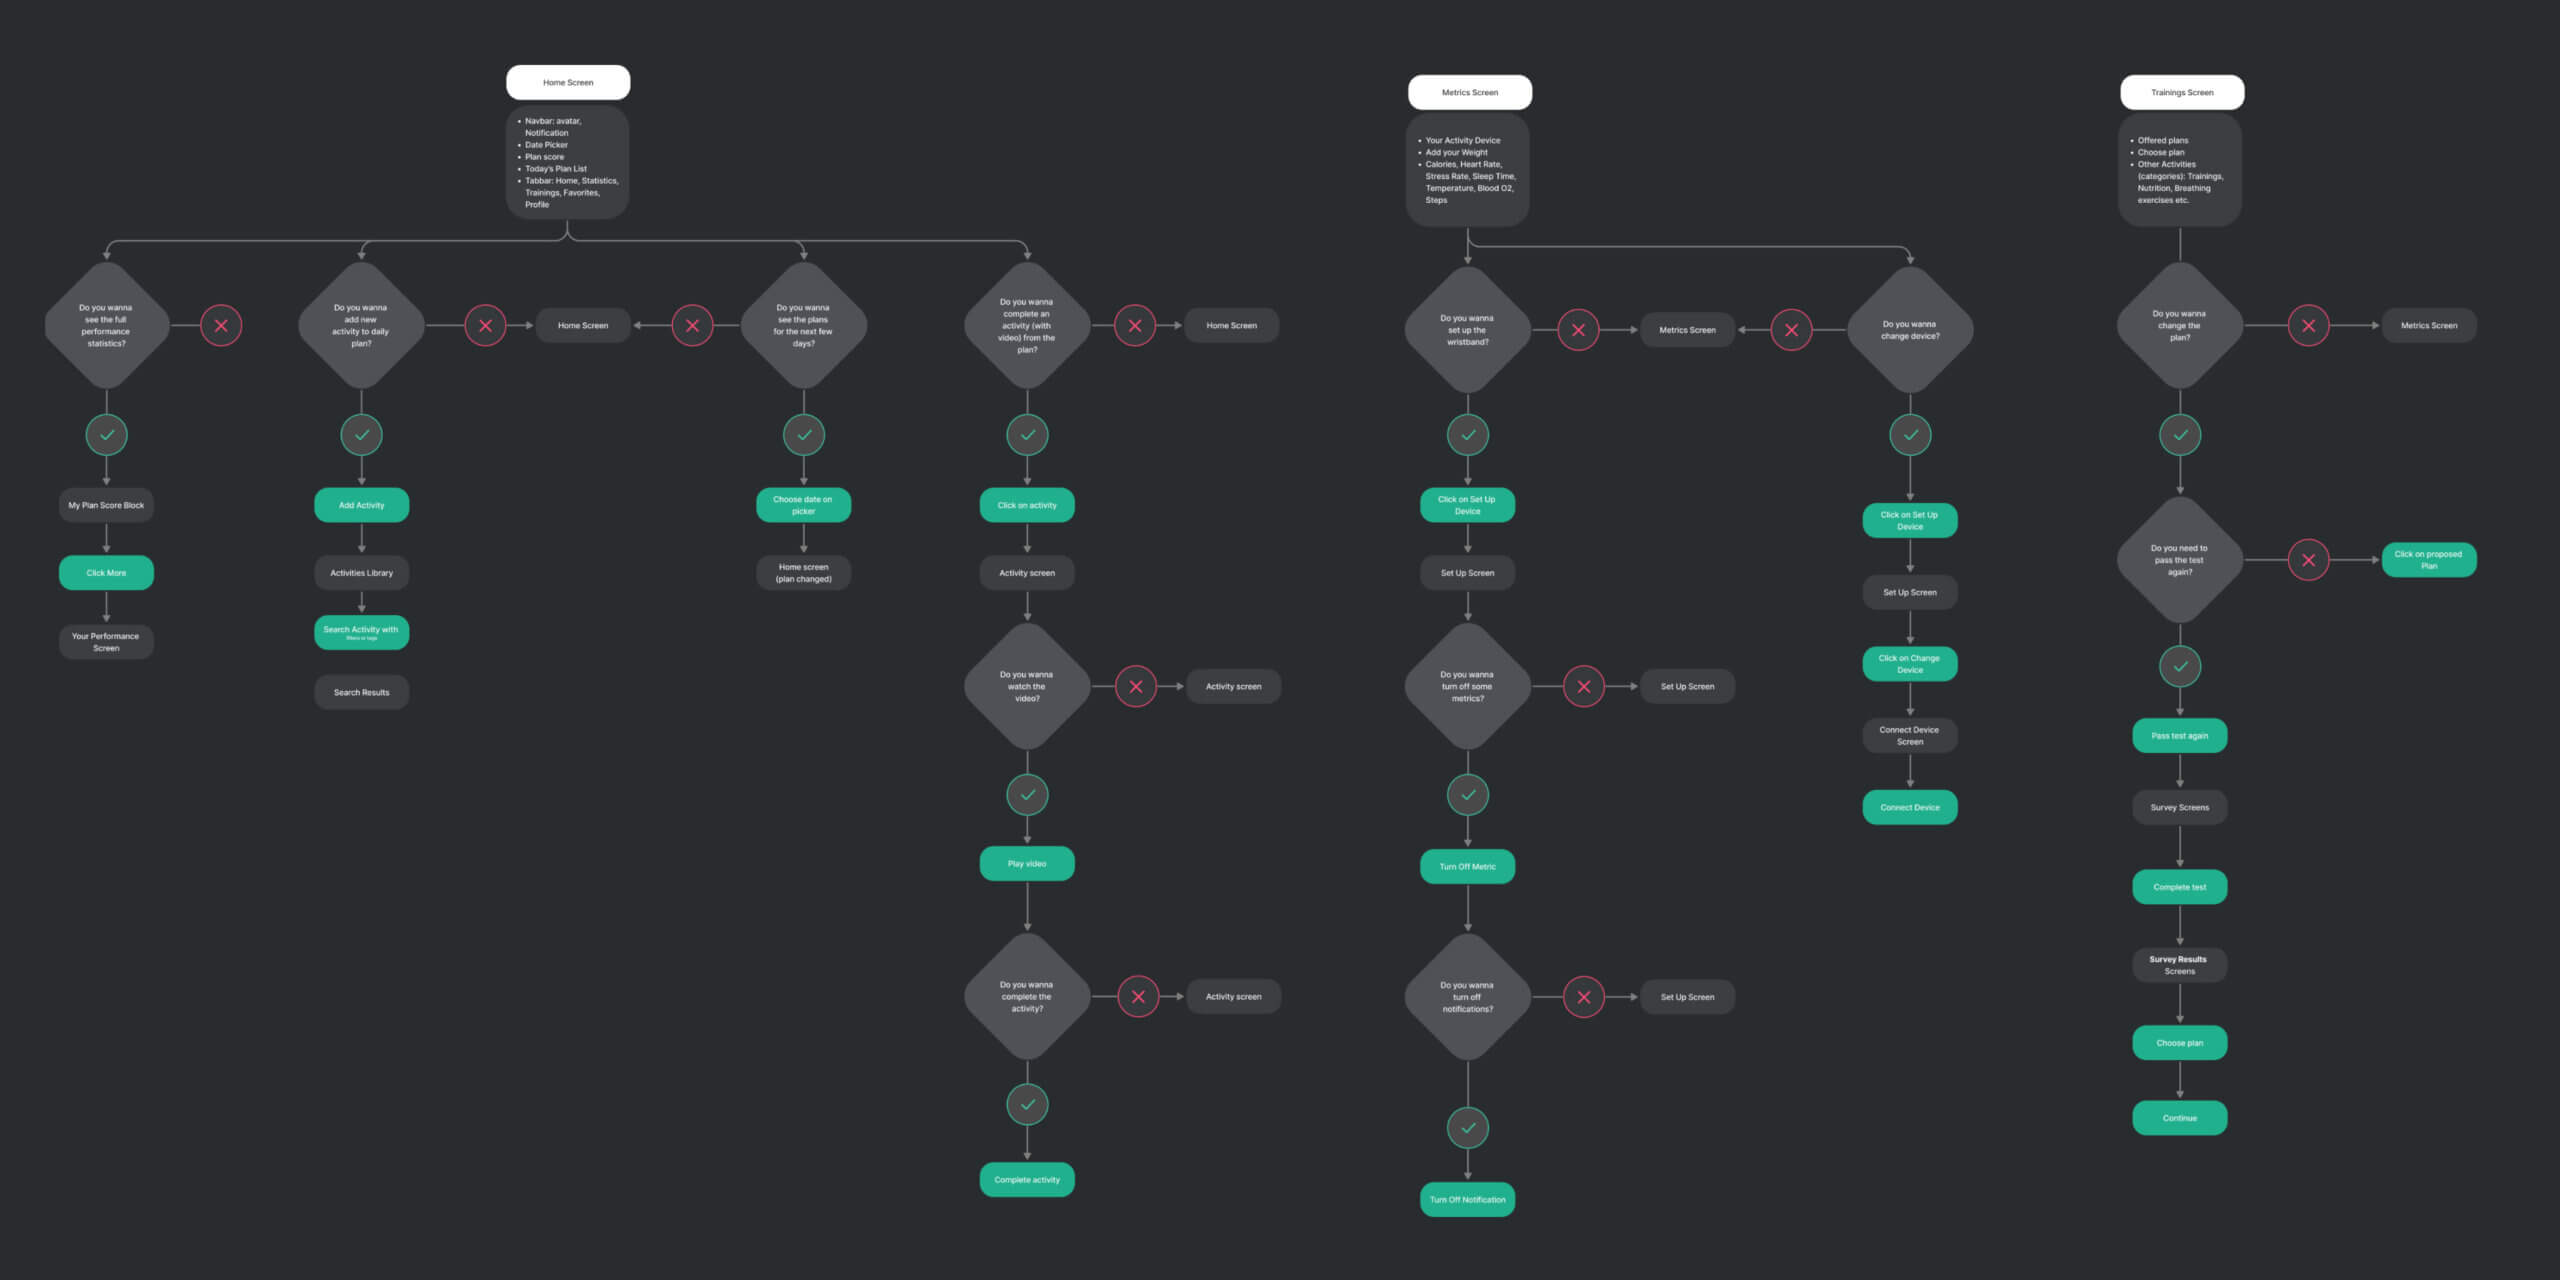 Home Screen
• Navbar: avatar,
Notification
• Date Picker
• Plan score
• Today's Plan List
• Tabbar: Home, Statistics,
Trainings, Favorites,
Profile
Do you wanna
see the full
performance
statistics?
My Plan Score Block
Click More
Your Performance
Screen
Do you wanna
add new
activity to daily
plan?
Home Screen
Add Activity
Activities Library
Search Activity with
filters or tags
Search Results
Do you wanna
see the plans
for the next few
days?
Choose date on
picker
Home screen
(plan changed)
Do you wanna
complete an
activity (with
video) from the
plan?
Home Screen
Click on activity
Activity screen
Do you wanna
watch the
video?
Activity screen
Play video
Do you wanna
complete the
activity?
Activity screen
Complete activity
Metrics Screen
• Your Activity Device
• Add your Weight
• Calories, Heart Rate,
Stress Rate, Sleep Time,
Temperature, Blood O2,
Steps
Do you wanna
set up the
wristband?
Metrics Screen
Click on Set Up
Device
Set Up Screen
Do you wanna
turn off some
metrics?
Set Up Screen
Turn Off Metric
Do you wanna
turn off
notifications?
Set Up Screen
Turn Off Notification
Do you wanna
change device?
Click on Set Up
Device
Set Up Screen
Click on Change
Device
Connect Device
Screen
Connect Device
Trainings Screen
• Offered plans
• Choose plan
• Other Activities
(categories): Trainings,
Nutrition, Breathing
exercises etc.
Do you wanna
change the
plan?
Metrics Screen
Do you need to
pass the test
again?
Click on proposed
Plan
Pass test again
Survey Screens
Complete test
Survey Results
Screens
Choose plan
Continue